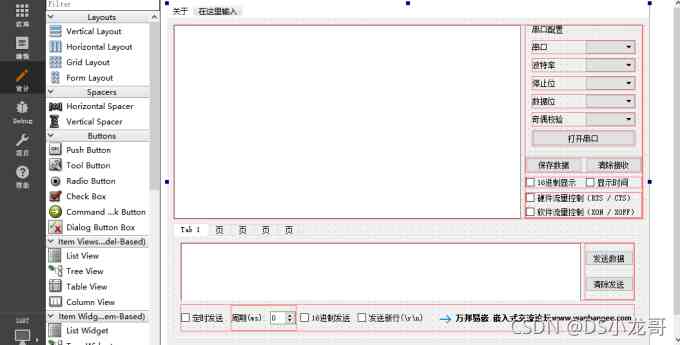 Filter
Layouts
Vertical Layout
Horizontal Layout
Grid Layout
Form Layout
Spacers
Horizontal Spacer
Vertical Spacer
Buttons
Push Button
Tool Button
Radio Button
Check Box
Command ...k Button
Dialog Button Box
Item Views...del-Based)
List View
Tree View
Table View
Column View
Item Widg...em-Based)
List Widget
欢迎
编辑
设计
Debug
项目
帮助
关于 在这里输入
串口配置
串口
波特率
停止位
数据位
奇偶校验
打开串口
保存数据 清除接收
16进制显示 显示时间
硬件流量控制(RTS / CTS)
软件流量控制(XON / XOFF)
Tab 1 页 页 页 页
发送数据
清除发送
定时发送 周期(ms): 0 16进制发送 发送新行(\r\n)
万邦易嵌 嵌入式交流论坛www.wanbangee.com
CSDN @DS小龙哥